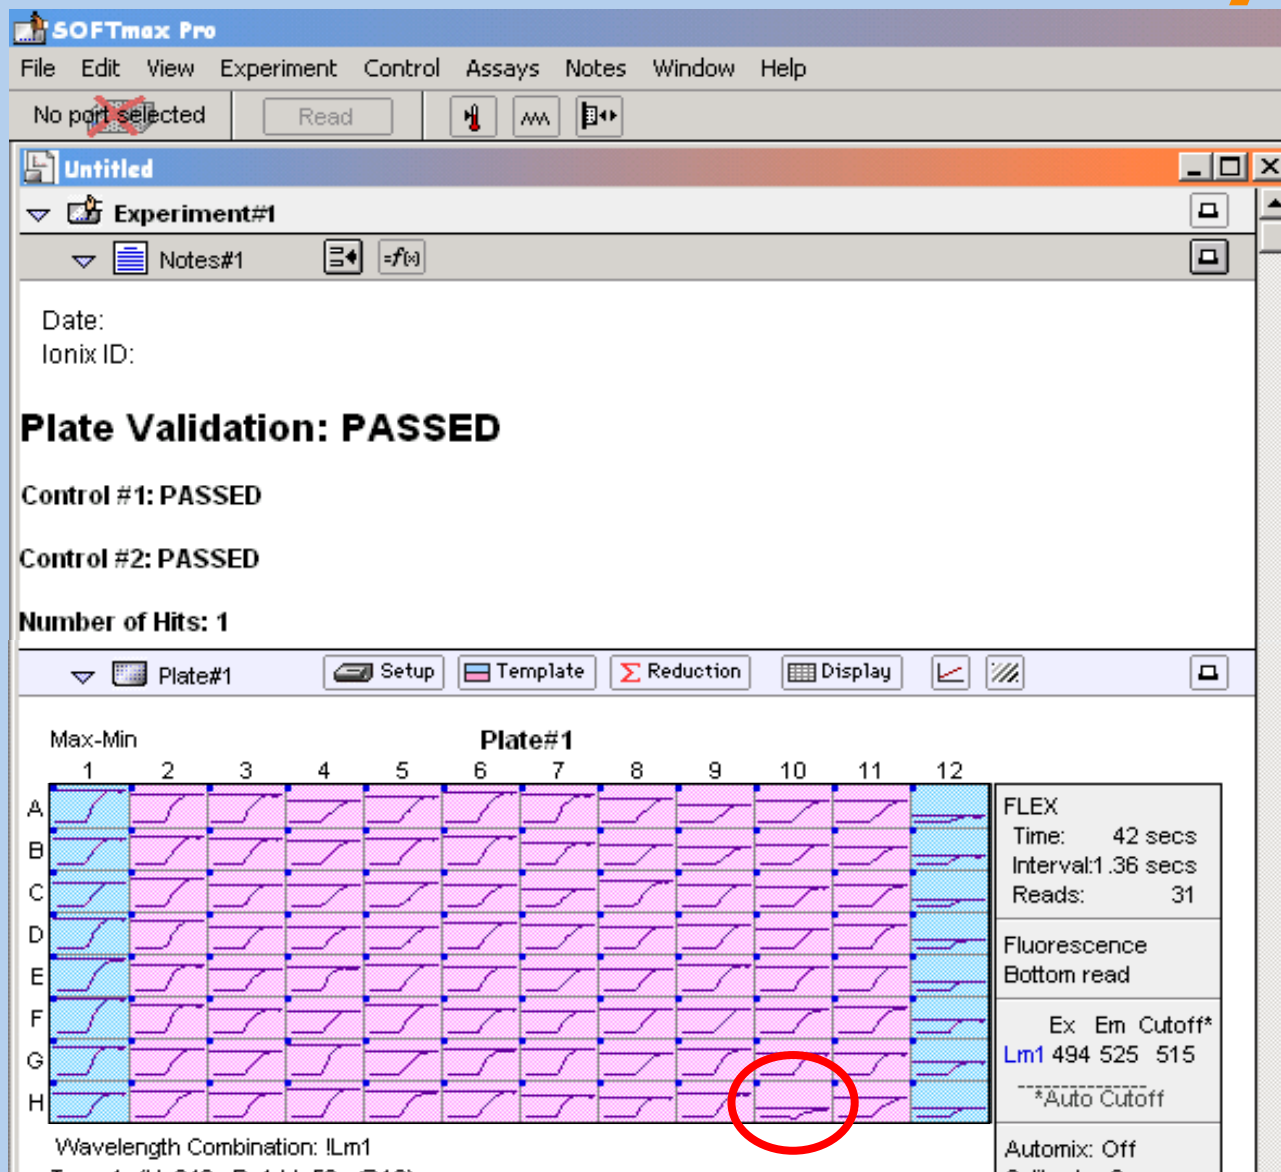 SOFTmax Pro
File Edit View Experiment Control Assays Notes Window Help
No port selected Read
Untitled
Experiment#1
Notes#1 =f(x)
Date:
Ionix ID:
Plate Validation: PASSED
Control #1: PASSED
Control #2: PASSED
Number of Hits: 1
Plate#1 Setup Template Reduction Display
Max-Min Plate#1
1 2 3 4 5 6 7 8 9 10 11 12
A
B
C
D
E
F
G
H
FLEX
Time: 42 secs
Interval:1.36 secs
Reads: 31
Fluorescence
Bottom read
Ex Em Cutoff*
Lm1 494 525 515
*Auto Cutoff
Automix: Off
Wavelength Combination: !Lm1